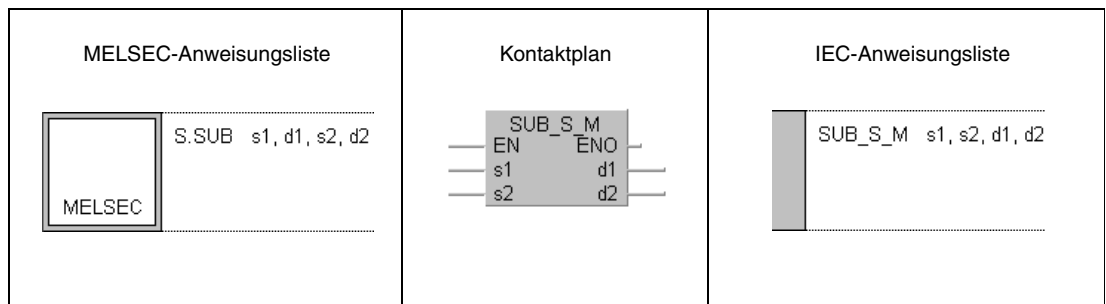 MELSEC-Anweisungsliste
MELSEC
S.SUB s1, d1, s2, d2
Kontaktplan
SUB_S_M
EN ENO
s1 d1
s2 d2
IEC-Anweisungsliste
SUB_S_M s1, s2, d1, d2